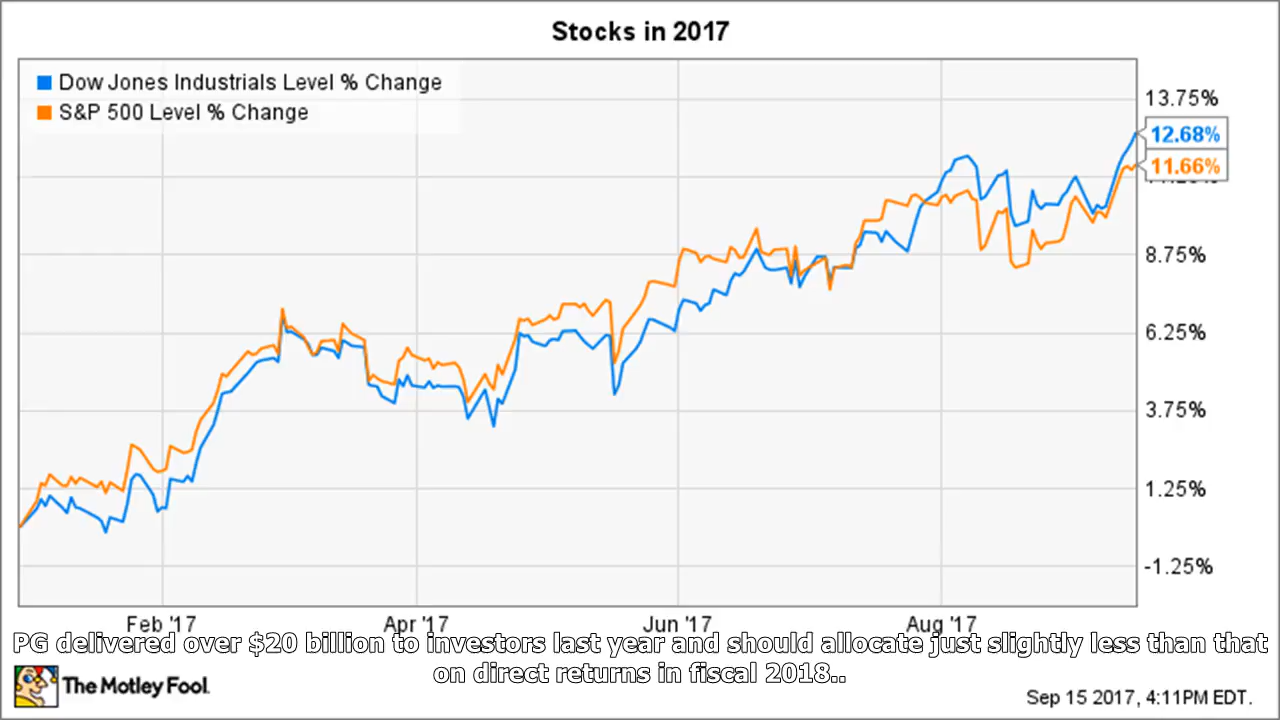 Stocks in 2017
Dow Jones Industrials Level % Change
S&P 500 Level % Change
13.75%
12.68%
11.66%
8.75%
6.25%
3.75%
1.25%
-1.25%
Feb '17
Apr '17
Jun '17
Aug '17
PG delivered over $20 billion to investors last year and should allocate just slightly less than that
on direct returns in fiscal 2018..
The Motley Fool.
Sep 15 2017, 4:11PM EDT.